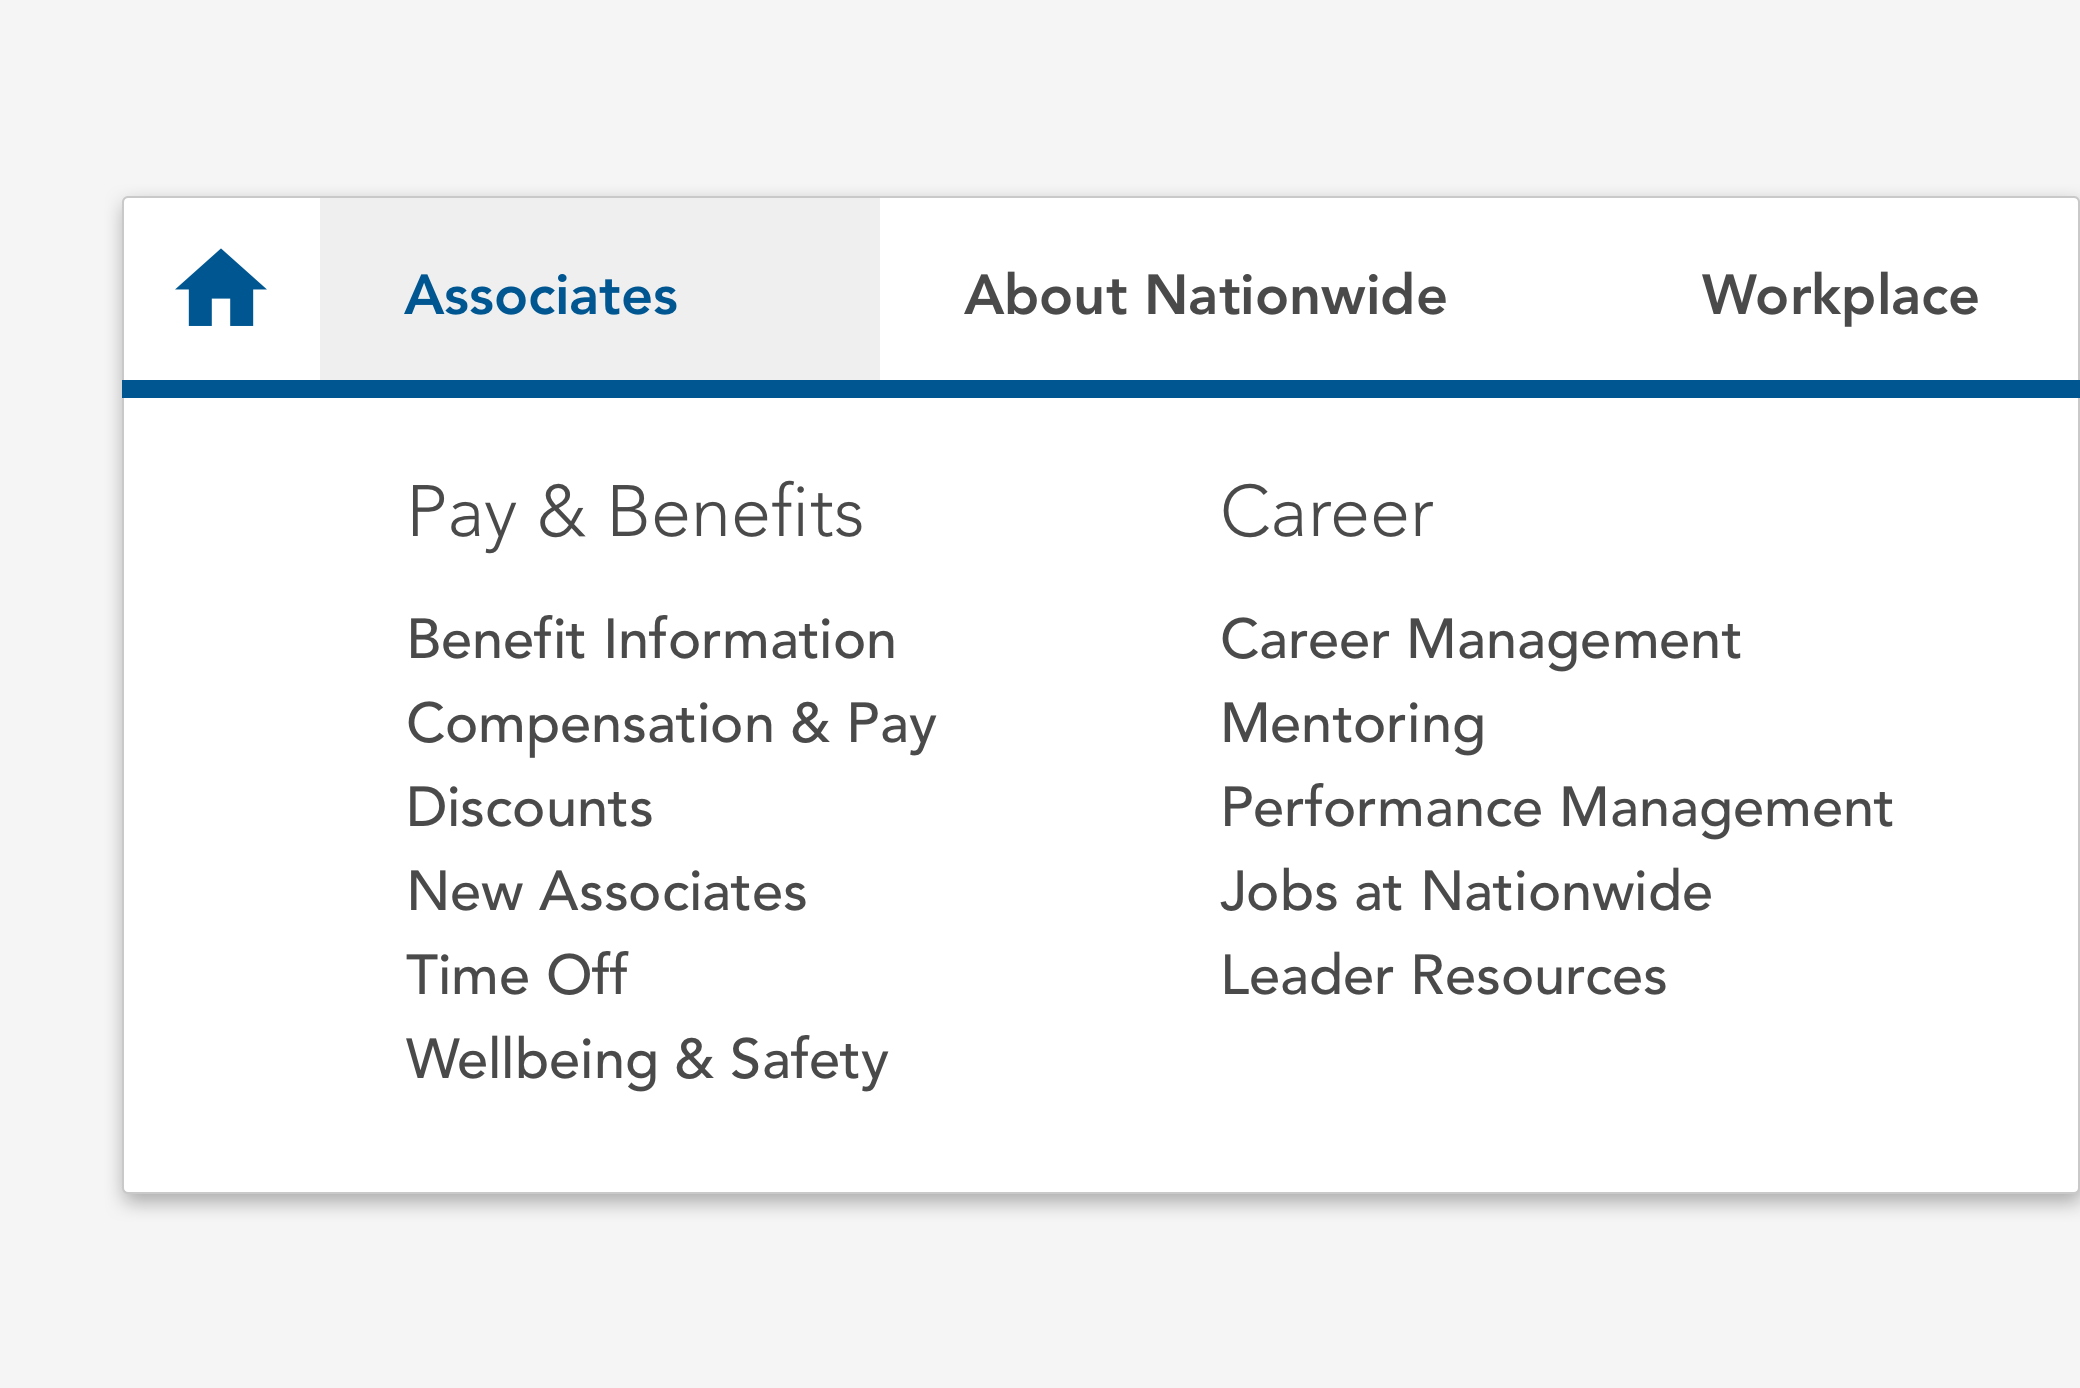 Associates
About Nationwide
Workplace
Pay & Benefits
Benefit Information
Compensation & Pay
Discounts
New Associates
Time Off
Wellbeing & Safety
Career
Career Management
Mentoring
Performance Management
Jobs at Nationwide
Leader Resources